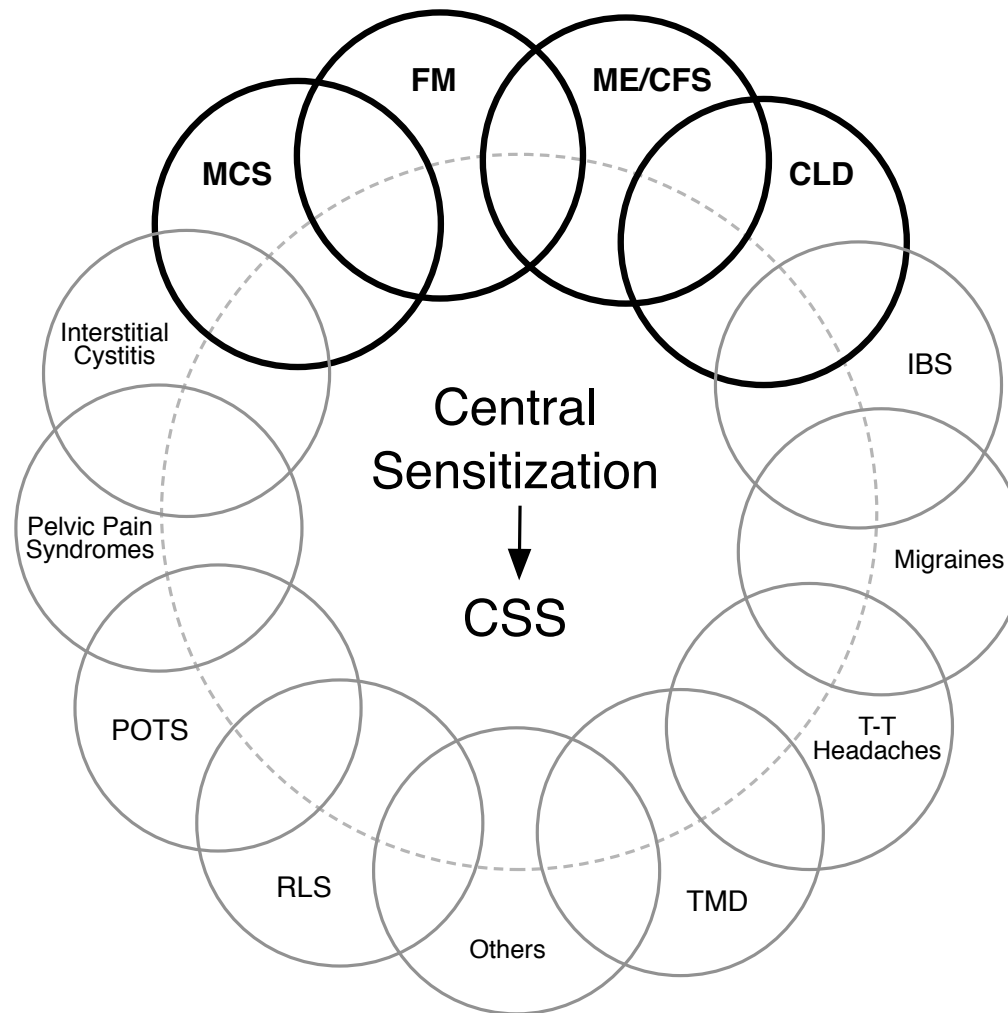 FM
ME/CFS
MCS
CLD
Interstitial
Cystitis
IBS
Central
Sensitization
Pelvic Pain
Syndromes
Migraines
CSS
POTS
T-T
Headaches
RLS
TMD
Others